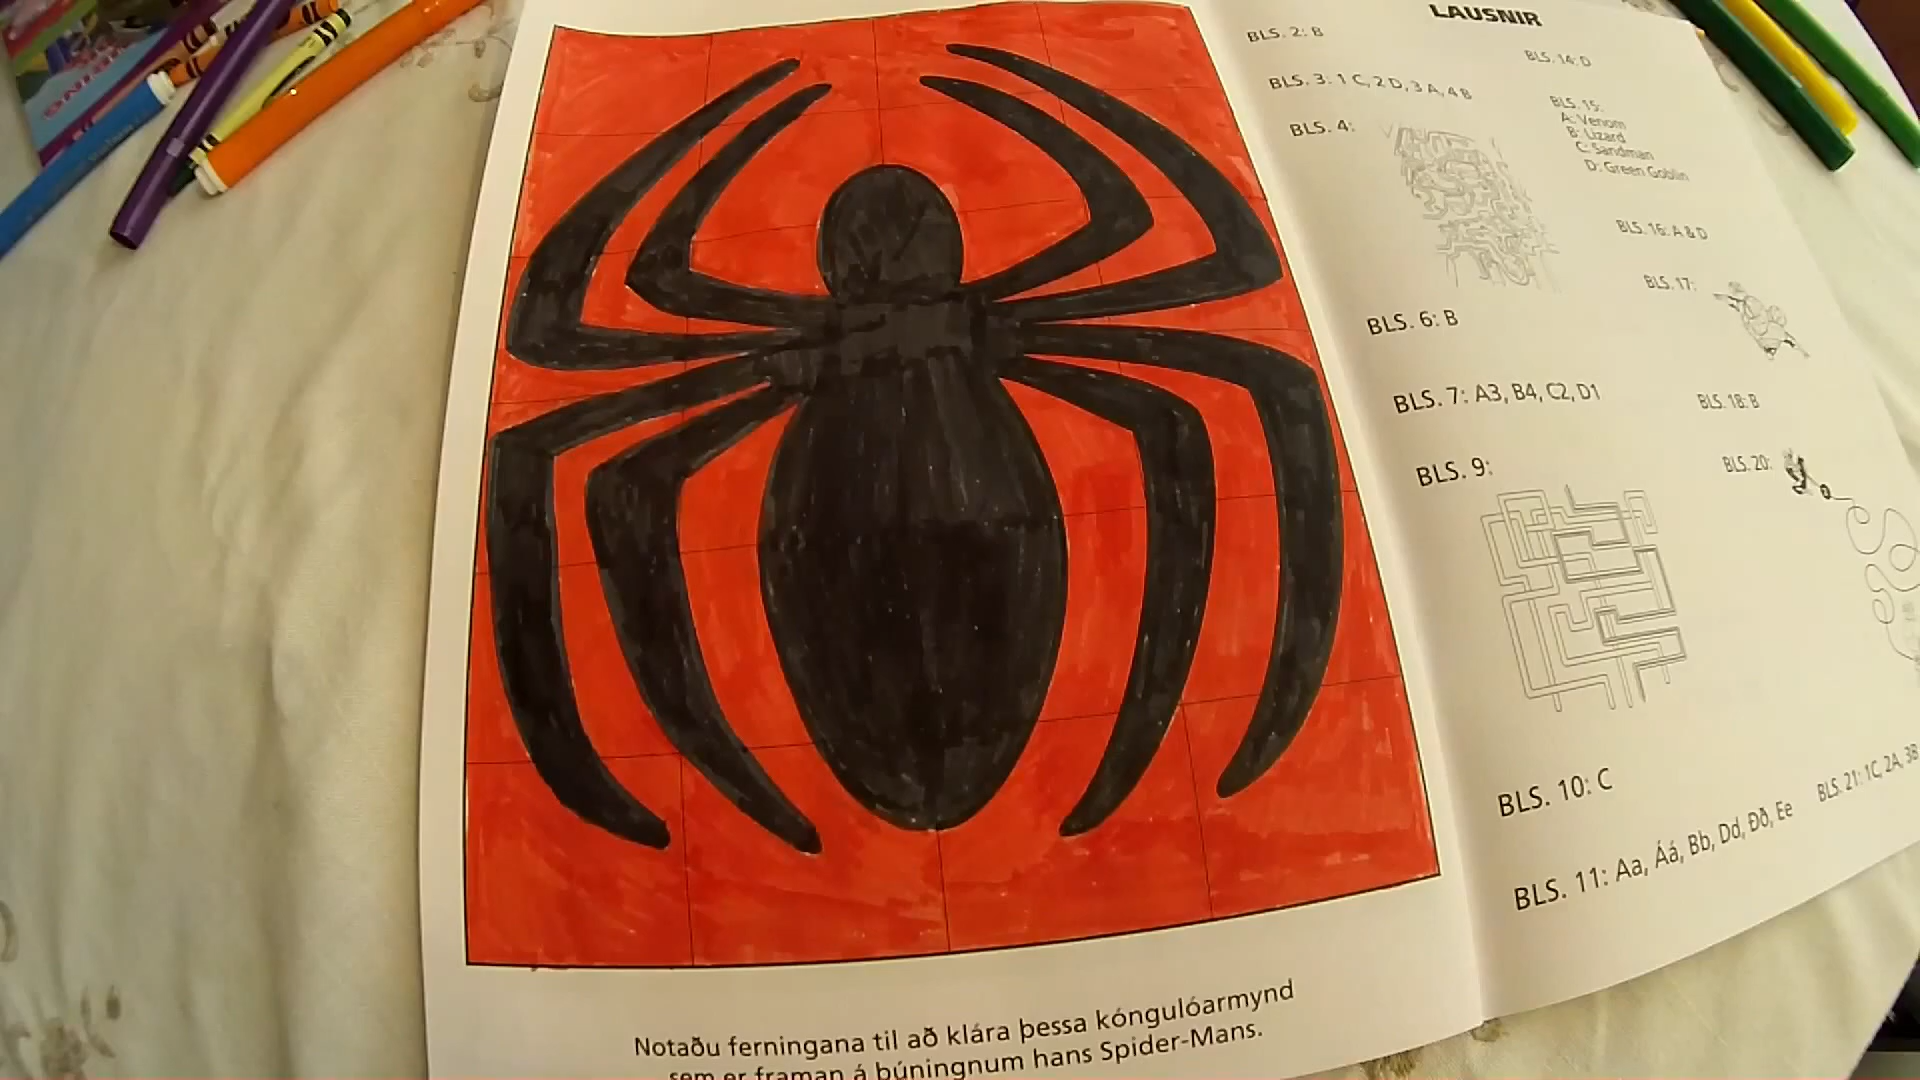 LAUSNIR
BLS. 2: B
BLS. 3: 1 C, 2 D, 3 A, 4 B
BLS. 4:
BLS. 6: B
BLS. 7: A3, B4, C2, D1
BLS. 9:
BLS. 10: C
BLS. 11: Aa, Áá, Bb, Dd, Ðð, Ee
BLS. 14: D
BLS. 15:
A: Venom
B: Lizard
C: Sandman
D: Green Goblin
BLS. 16: A & D
BLS. 17:
BLS. 18: B
BLS. 20:
BLS. 21: 1C, 2A, 3B
Notaðu ferningana til að klára þessa kóngulóarmynd
sem er framan á búningnum hans Spider-Mans.